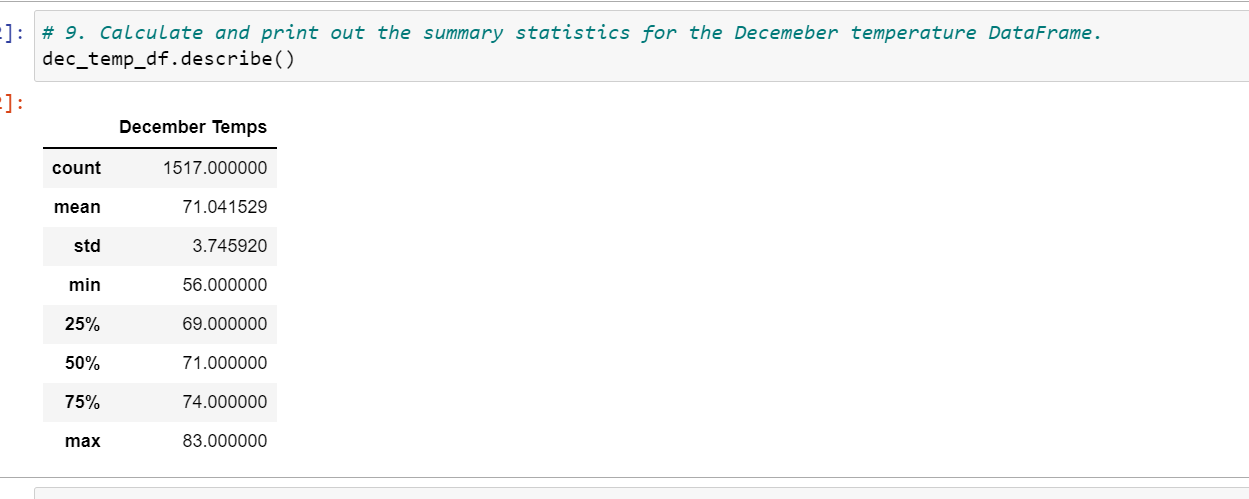 ]: # 9. Calculate and print out the summary statistics for the Decemeber temperature DataFrame.
dec_temp_df.describe()
]:
December Temps
count 1517.000000
mean 71.041529
std 3.745920
min 56.000000
25% 69.000000
50% 71.000000
75% 74.000000
max 83.000000